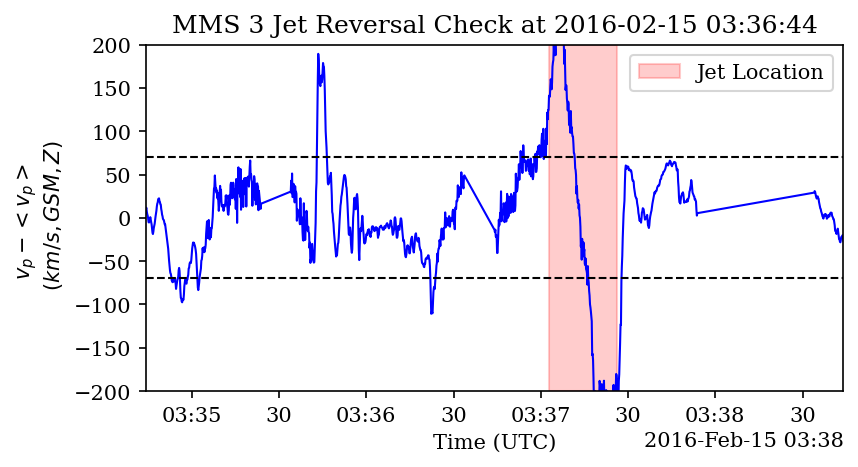 MMS 3 Jet Reversal Check at 2016-02-15 03:36:44
v_p − <v_p>
(km/s, GSM, Z)
200
150
100
50
0
−50
−100
−150
−200
Jet Location
03:35 30 03:36 30 03:37 30 03:38 30
Time (UTC)
2016-Feb-15 03:38